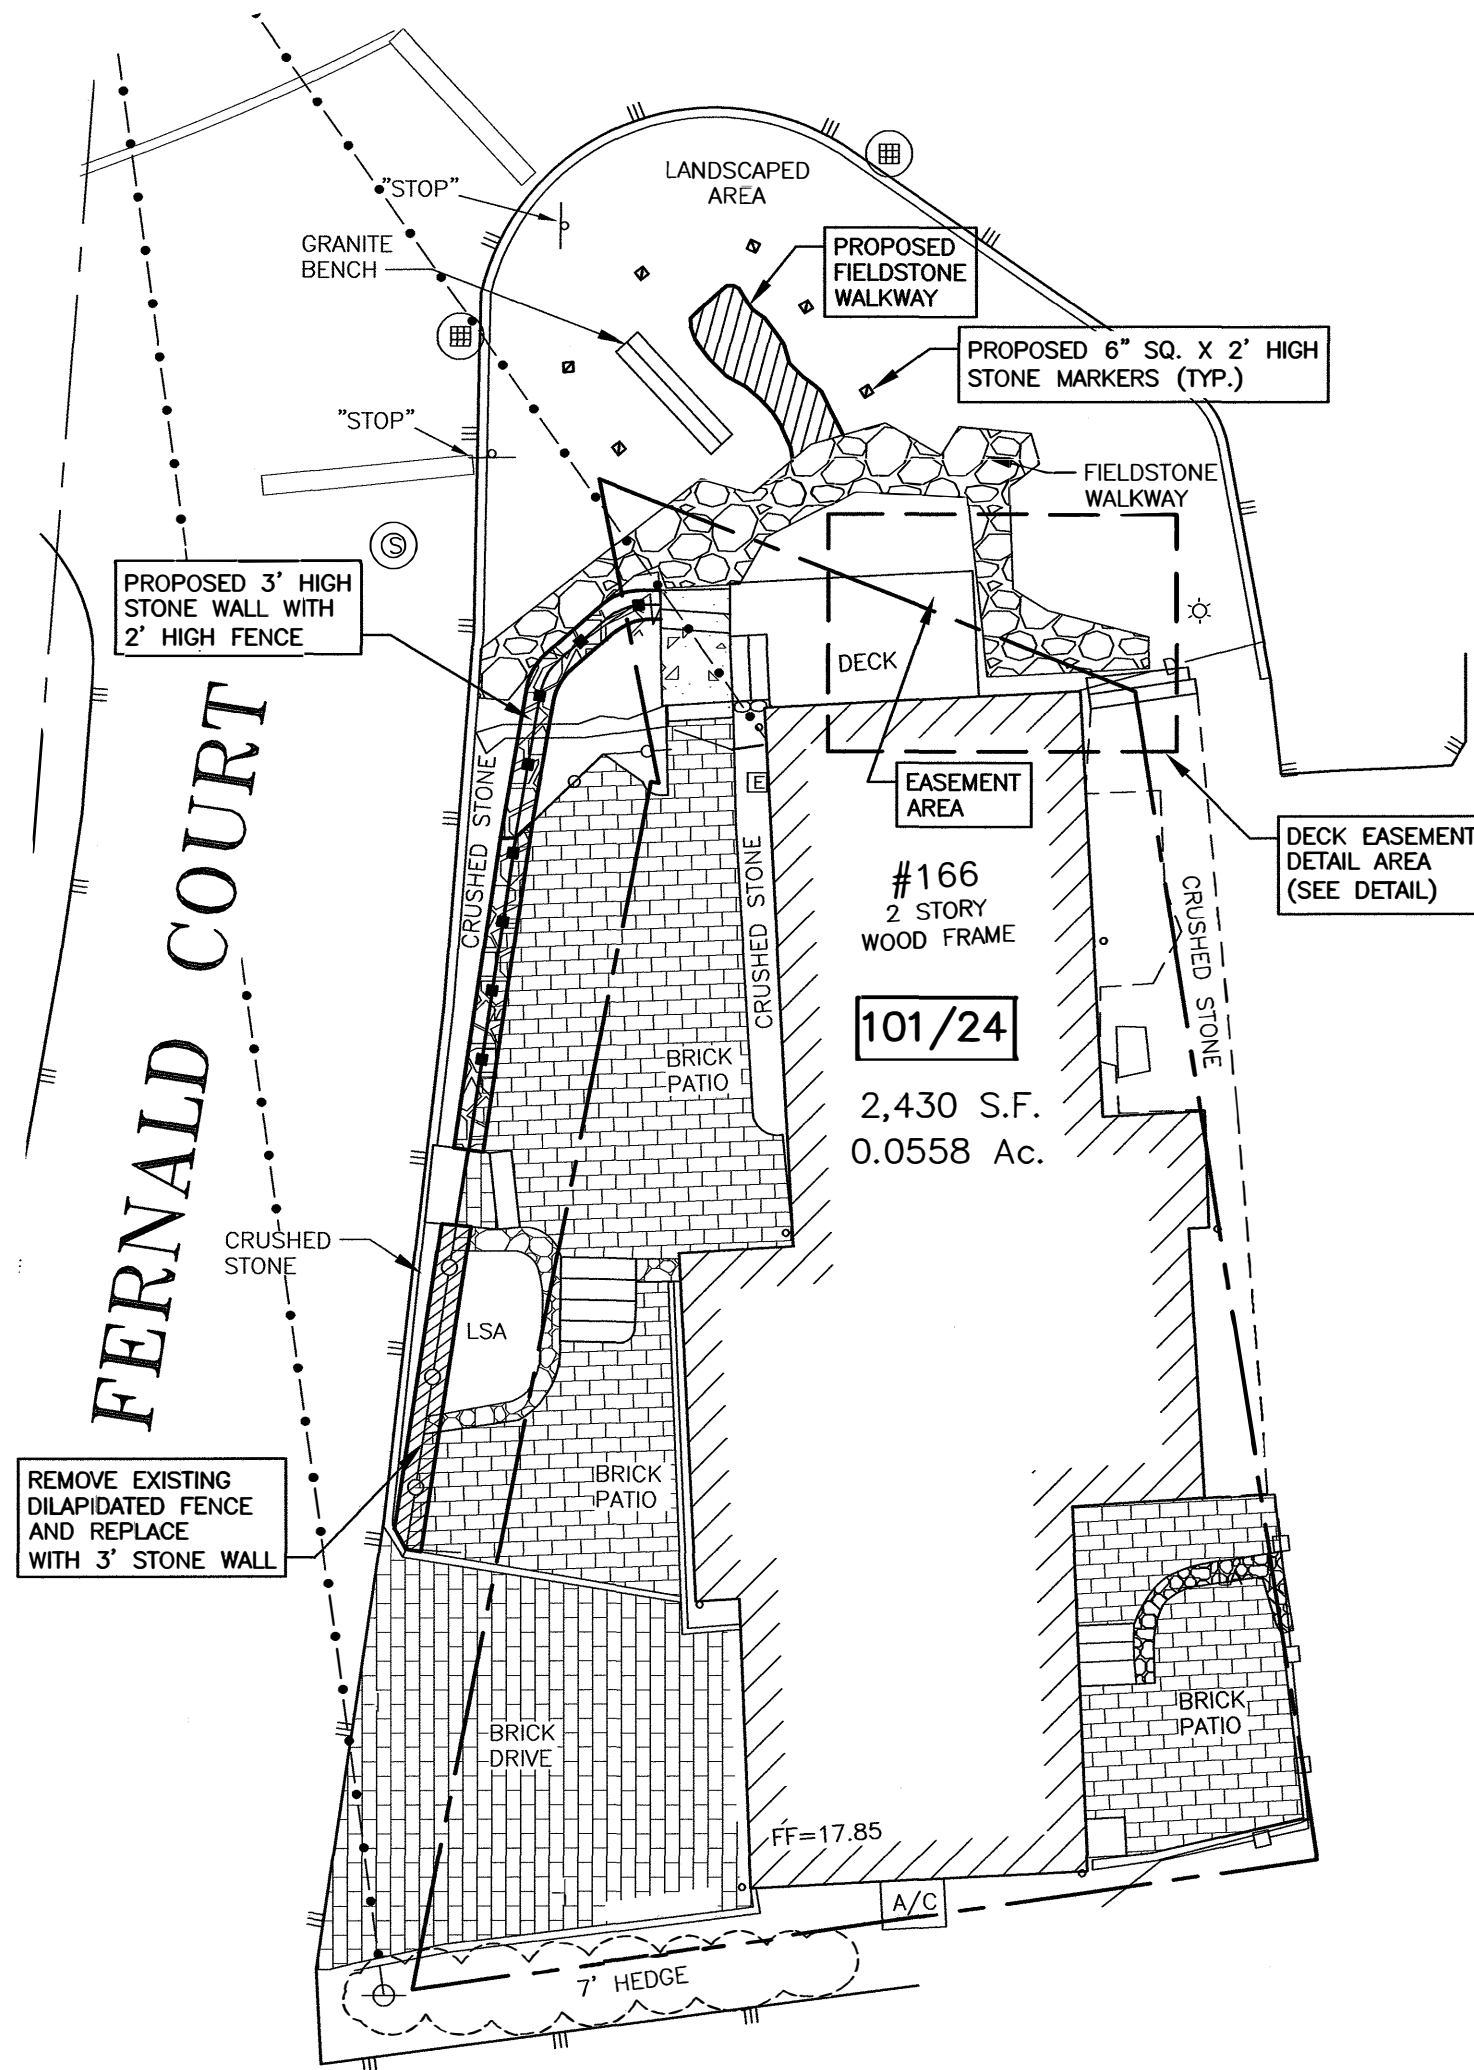 LANDSCAPED
AREA
"STOP"
GRANITE
BENCH
PROPOSED
FIELDSTONE
WALKWAY
PROPOSED 6" SQ. X 2' HIGH
STONE MARKERS (TYP.)
"STOP"
FIELDSTONE
WALKWAY
S
PROPOSED 3' HIGH
STONE WALL WITH
2' HIGH FENCE
DECK
EASEMENT
AREA
E
DECK EASEMENT
DETAIL AREA
(SEE DETAIL)
CRUSHED STONE
CRUSHED STONE
CRUSHED STONE
#166
2 STORY
WOOD FRAME
101/24
2,430 S.F.
0.0558 Ac.
BRICK
PATIO
FERNALD COURT
CRUSHED
STONE
LSA
REMOVE EXISTING
DILAPIDATED FENCE
AND REPLACE
WITH 3' STONE WALL
BRICK
PATIO
BRICK
PATIO
BRICK
DRIVE
FF=17.85
A/C
7' HEDGE